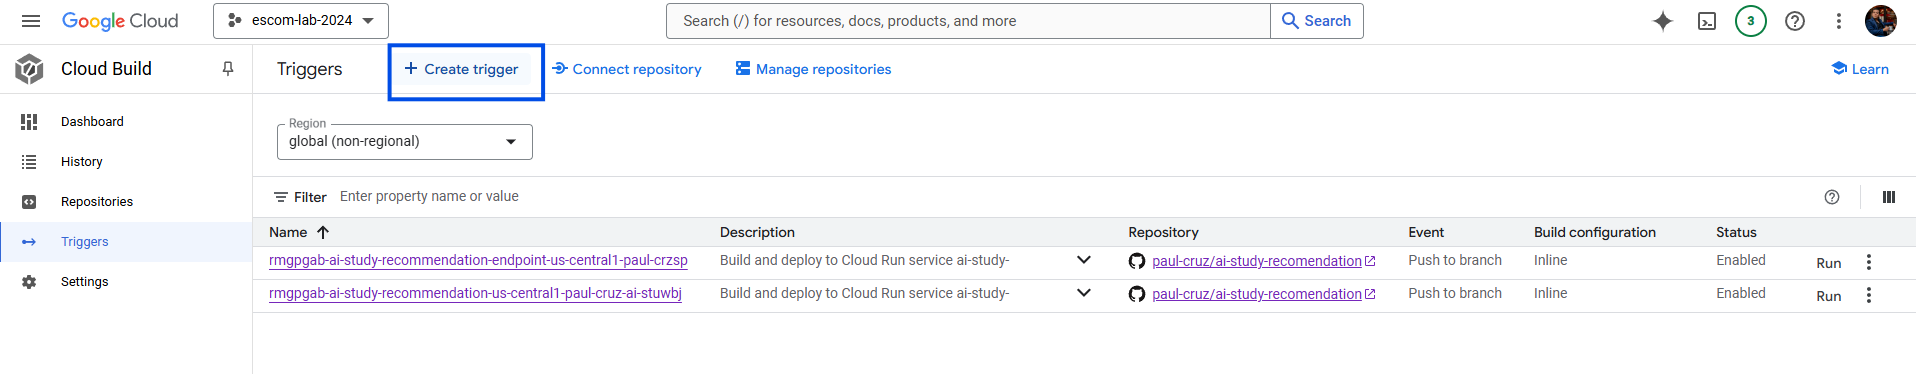 Google Cloud
escom-lab-2024
Search (/) for resources, docs, products, and more
Search
3
Cloud Build
Triggers
Create trigger
Connect repository
Manage repositories
Learn
Dashboard
History
Repositories
Triggers
Settings
Region
global (non-regional)
Filter Enter property name or value
Name Description Repository Event Build configuration Status
rmgpgab-ai-study-recommendation-endpoint-us-central1-paul-crzsp Build and deploy to Cloud Run service ai-study- paul-cruz/ai-study-recomendation Push to branch Inline Enabled Run
rmgpgab-ai-study-recommendation-us-central1-paul-cruz-ai-stuwbj Build and deploy to Cloud Run service ai-study- paul-cruz/ai-study-recomendation Push to branch Inline Enabled Run